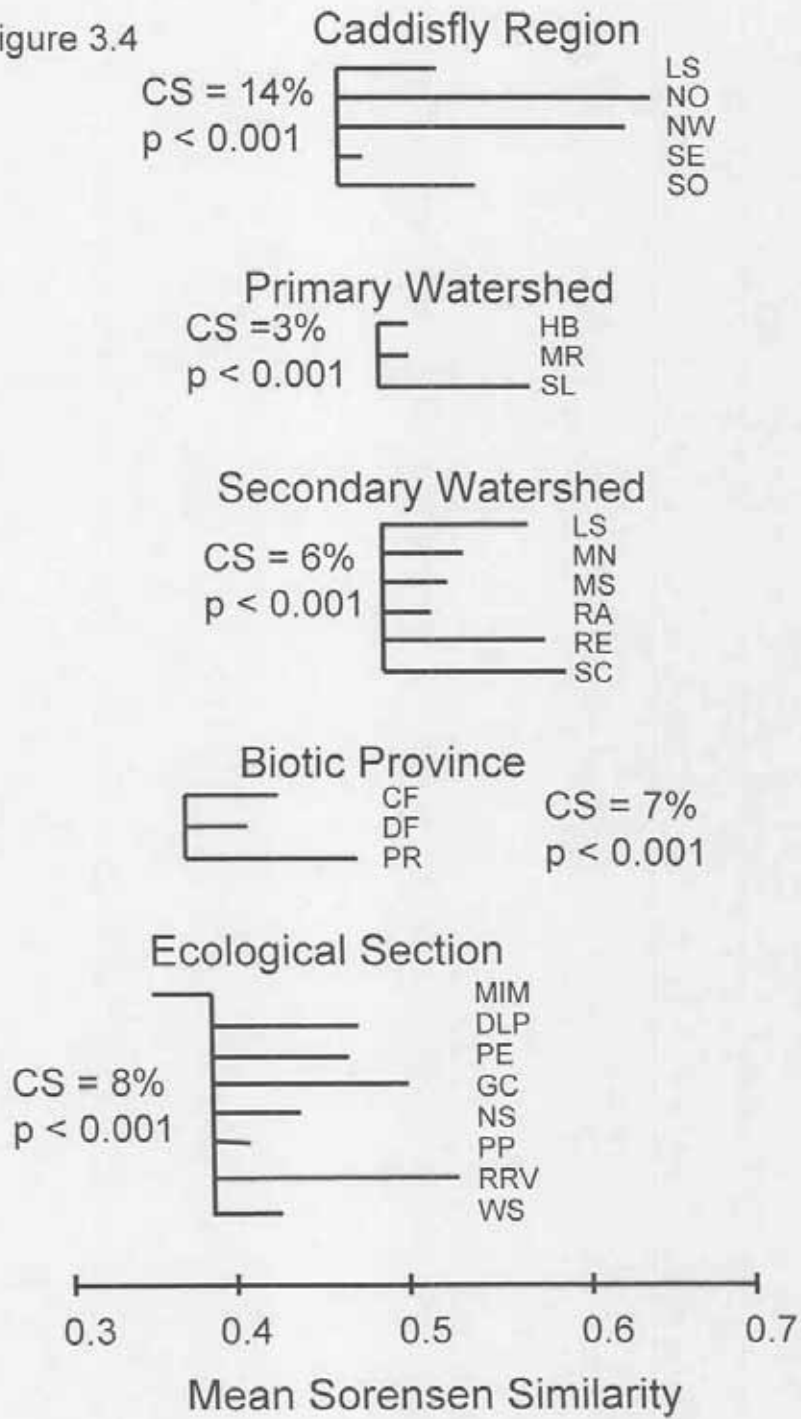 igure 3.4
Caddisfly Region
CS = 14%
p < 0.001
LS
NO
NW
SE
SO
Primary Watershed
CS =3%
p < 0.001
HB
MR
SL
Secondary Watershed
CS = 6%
p < 0.001
LS
MN
MS
RA
RE
SC
Biotic Province
CF
DF
PR
CS = 7%
p < 0.001
Ecological Section
CS = 8%
p < 0.001
MIM
DLP
PE
GC
NS
PP
RRV
WS
0.3 0.4 0.5 0.6 0.7
Mean Sorensen Similarity